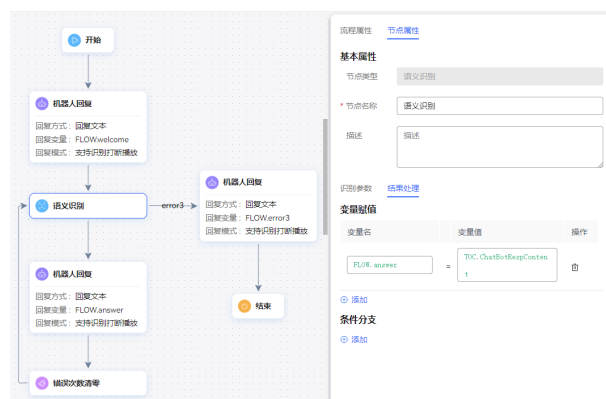 开始
机器人回复
回复方式： 回复文本
回复变量： FLOW.welcome
回复模式： 支持识别打断播放
语义识别
error3
机器人回复
回复方式： 回复文本
回复变量： FLOW.error3
回复模式： 支持识别打断播放
结束
机器人回复
回复方式： 回复文本
回复变量： FLOW.answer
回复模式： 支持识别打断播放
错误次数清零
流程属性 节点属性
基本属性
节点类型 语义识别
* 节点名称 语义识别
描述 描述
识别参数 结果处理
变量赋值
变量名 变量值 操作
FLOW.answer = TOC.ChatBotRespConten
t
添加
条件分支
添加